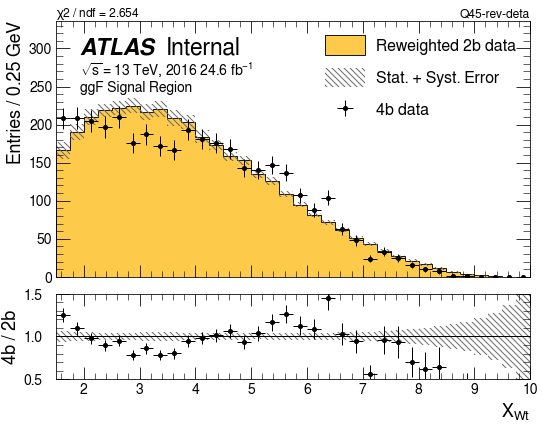 χ2 / ndf = 2.654
Q45-rev-deta
ATLAS Internal
√s = 13 TeV, 2016 24.6 fb⁻¹
ggF Signal Region
Reweighted 2b data
Stat. + Syst. Error
4b data
Entries / 0.25 GeV
300
250
200
150
100
50
0
4b / 2b
1.5
1.0
0.5
2 3 4 5 6 7 8 9 10
X_Wt